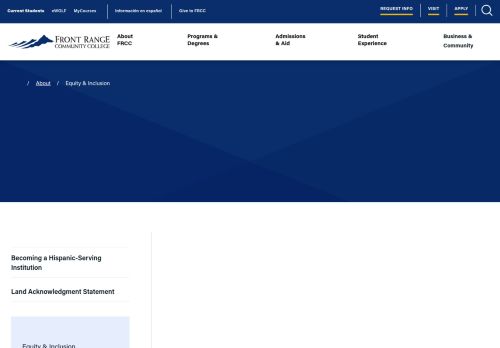 Current Students eWOLF MyCourses Información en español Give to FRCC REQUEST INFO VISIT APPLY
FRONT RANGE
COMMUNITY COLLEGE
About
FRCC
Programs &
Degrees
Admissions
& Aid
Student
Experience
Business &
Community
/ About / Equity & Inclusion
Becoming a Hispanic-Serving
Institution
Land Acknowledgment Statement
Equity & Inclusion